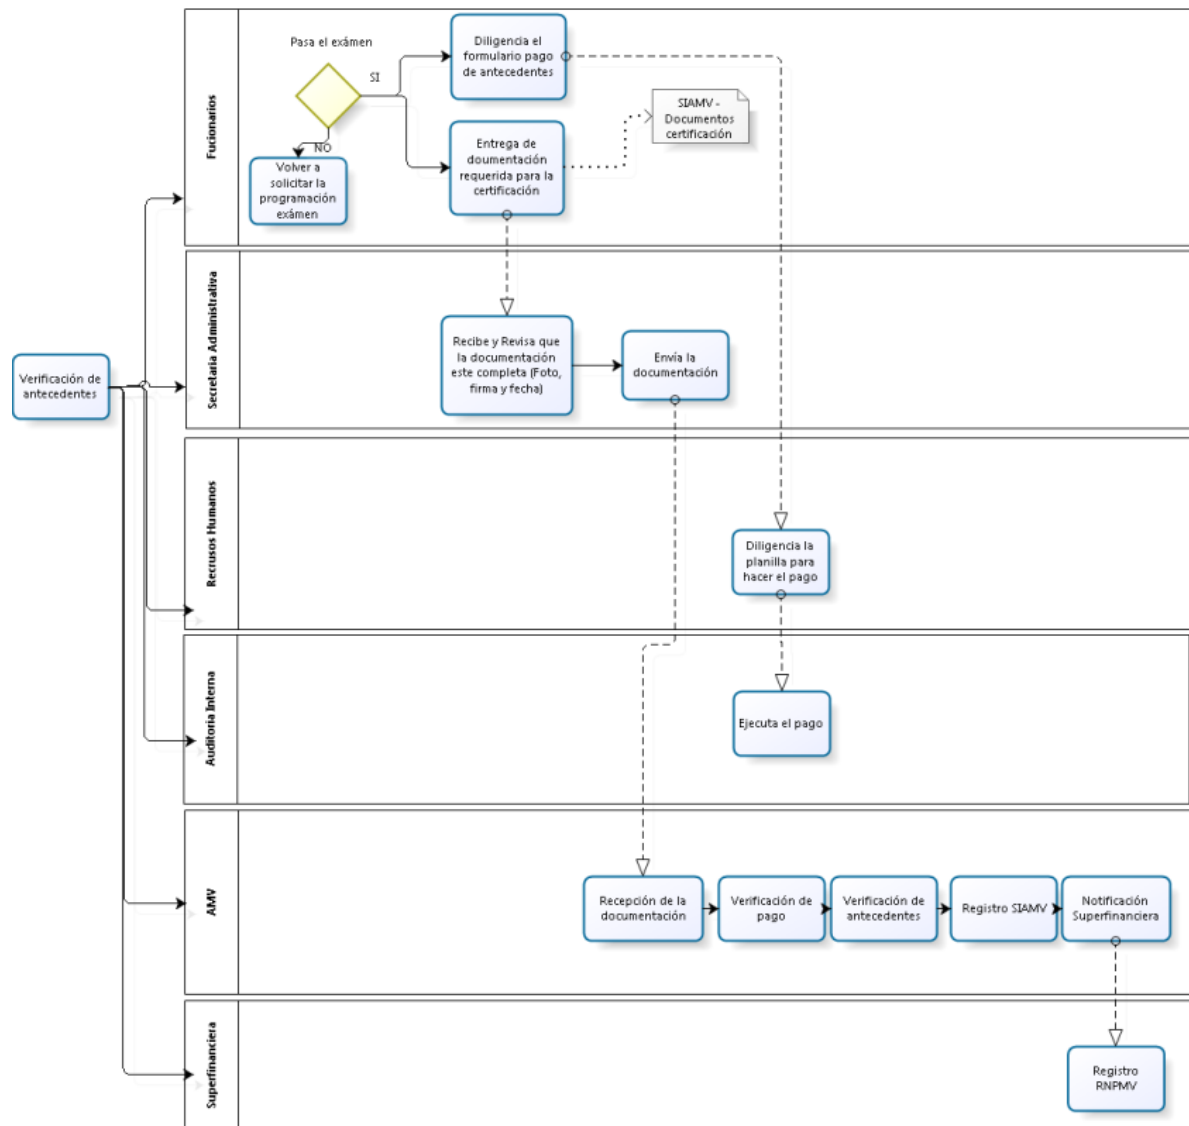 Fucionarios
Pasa el exámen
SI
NO
Diligencia el
formulario pago
de antecedentes
SIAMV -
Documentos
certificación
Entrega de
doumentación
requerida para la
certificación
Volver a
solicitar la
programación
exámen
Secretaria Administrativa
Recibe y Revisa que
la documentación
este completa (Foto,
firma y fecha)
Envía la
documentación
Verificación de
antecedentes
Recrusos Humanos
Diligencia la
planilla para
hacer el pago
Auditoria Interna
Ejecuta el pago
AMV
Recepción de la
documentación
Verificación de
pago
Verificación de
antecedentes
Registro SIAMV
Notificación
Superfinanciera
Superfinanciera
Registro
RNPMV